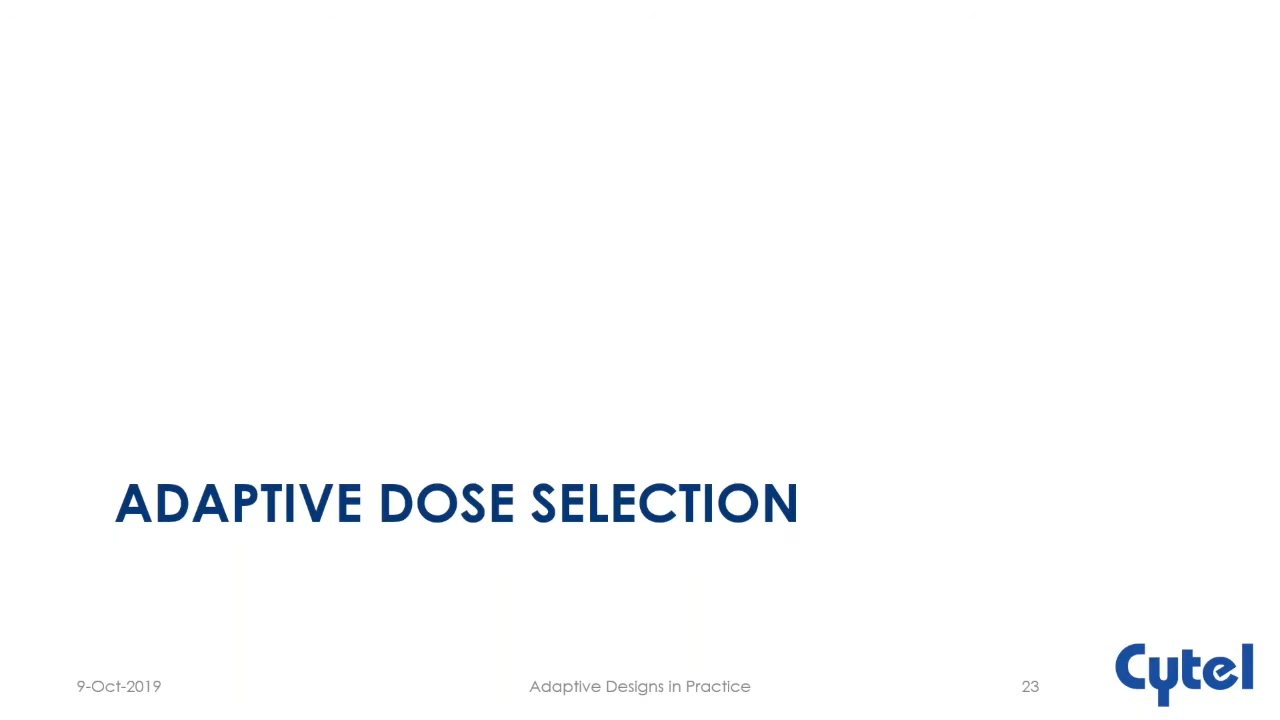 ADAPTIVE DOSE SELECTION
9-Oct-2019
Adaptive Designs in Practice
23
Cytel